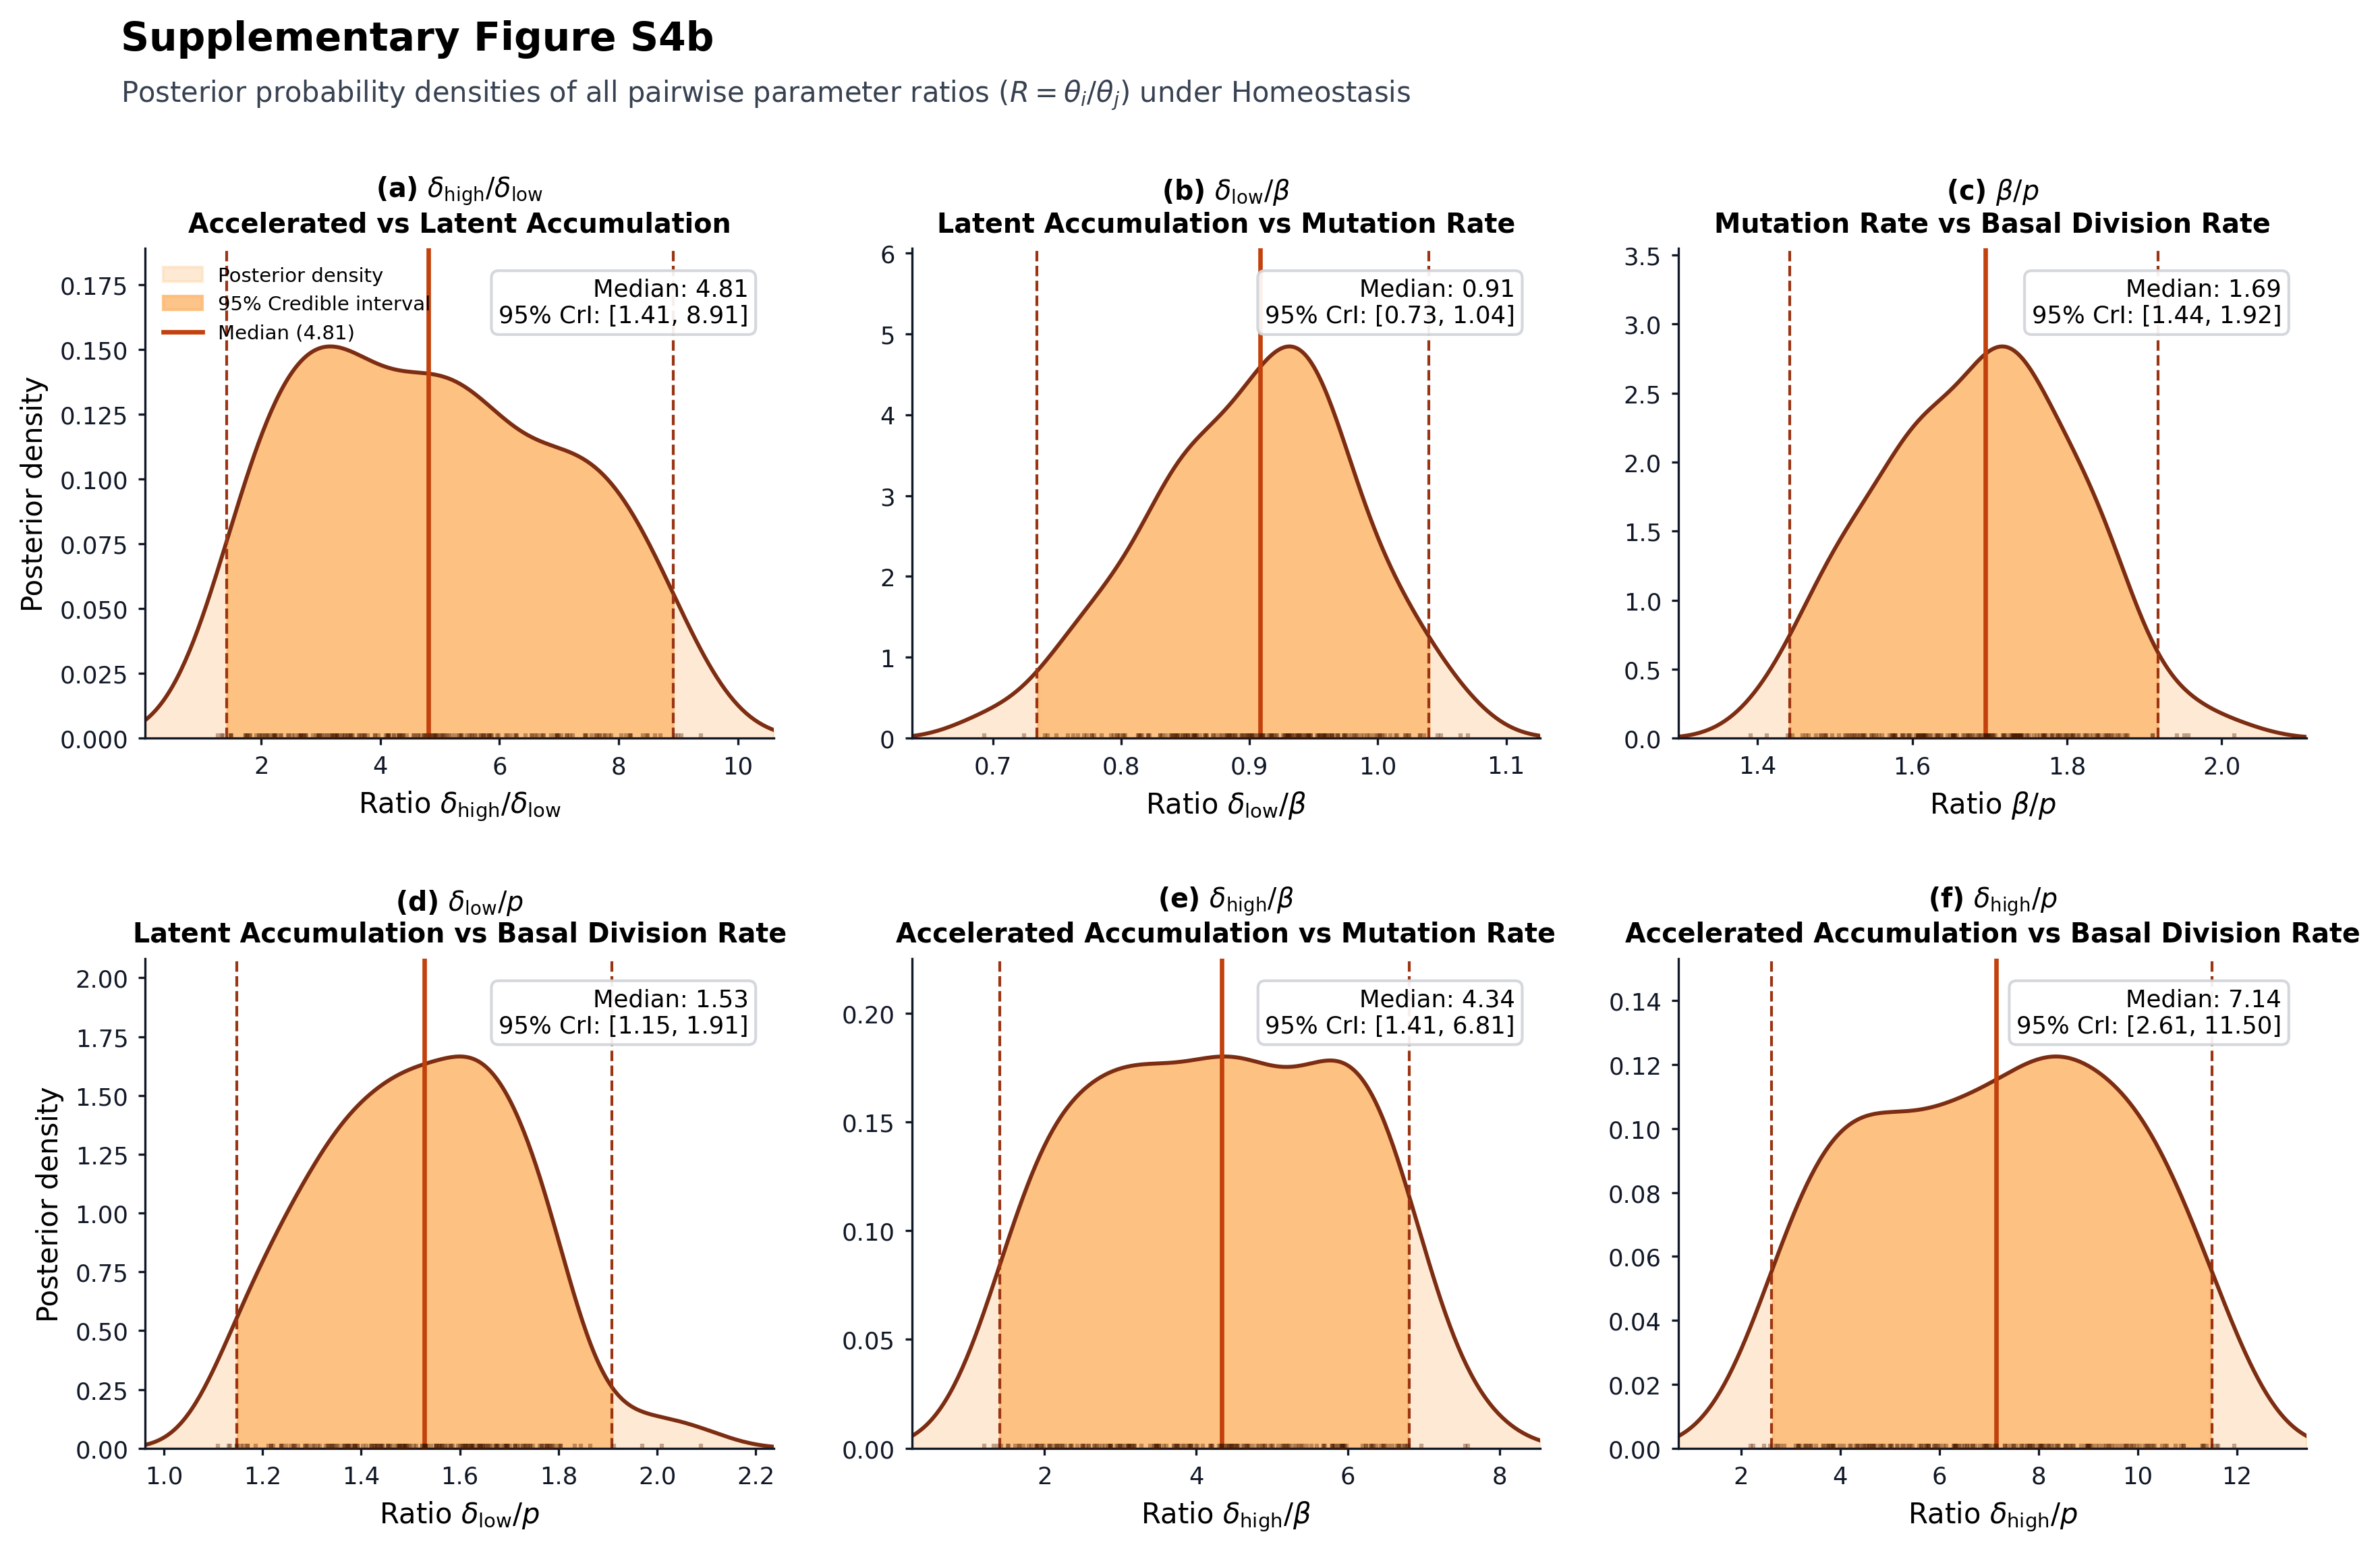 Supplementary Figure S4b
Posterior probability densities of all pairwise parameter ratios (R = θi/θj) under Homeostasis
(a) δhigh/δlow
Accelerated vs Latent Accumulation
Posterior density
95% Credible interval
Median (4.81)
Median: 4.81
95% CrI: [1.41, 8.91]
0.175
0.150
0.125
0.100
0.075
0.050
0.025
0.000
Posterior density
2 4 6 8 10
Ratio δhigh/δlow
(b) δlow/β
Latent Accumulation vs Mutation Rate
Median: 0.91
95% CrI: [0.73, 1.04]
6
5
4
3
2
1
0
0.7 0.8 0.9 1.0 1.1
Ratio δlow/β
(c) β/p
Mutation Rate vs Basal Division Rate
Median: 1.69
95% CrI: [1.44, 1.92]
3.5
3.0
2.5
2.0
1.5
1.0
0.5
0.0
1.4 1.6 1.8 2.0
Ratio β/p
(d) δlow/p
Latent Accumulation vs Basal Division Rate
Median: 1.53
95% CrI: [1.15, 1.91]
2.00
1.75
1.50
1.25
1.00
0.75
0.50
0.25
0.00
Posterior density
1.0 1.2 1.4 1.6 1.8 2.0 2.2
Ratio δlow/p
(e) δhigh/β
Accelerated Accumulation vs Mutation Rate
Median: 4.34
95% CrI: [1.41, 6.81]
0.20
0.15
0.10
0.05
0.00
2 4 6 8
Ratio δhigh/β
(f) δhigh/p
Accelerated Accumulation vs Basal Division Rate
Median: 7.14
95% CrI: [2.61, 11.50]
0.14
0.12
0.10
0.08
0.06
0.04
0.02
0.00
2 4 6 8 10 12
Ratio δhigh/p